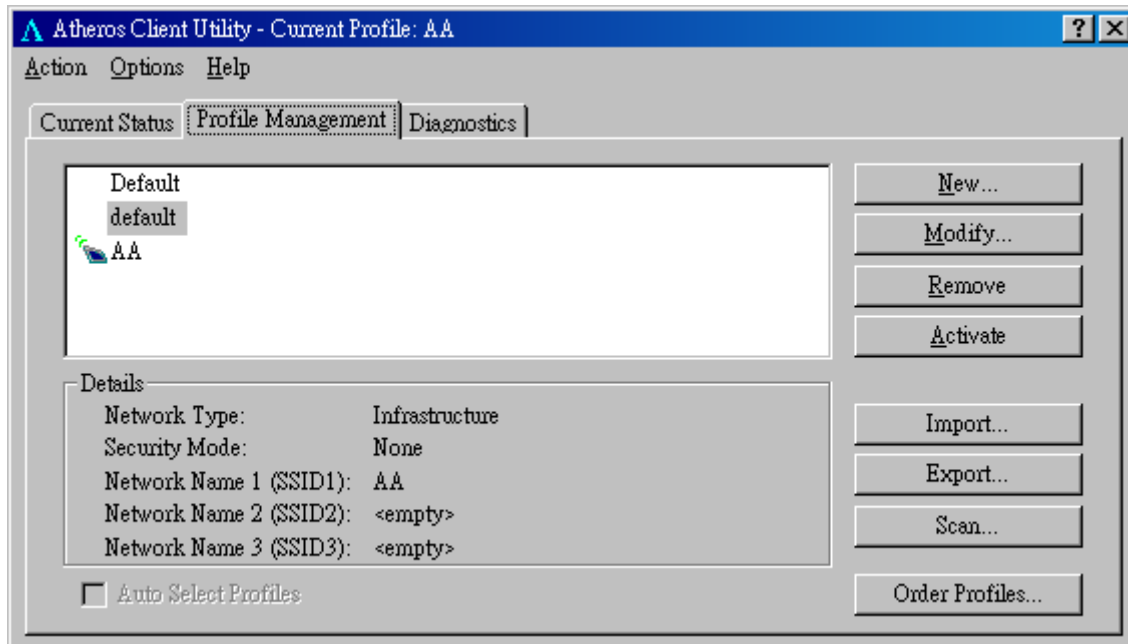 Atheros Client Utility - Current Profile: AA
Action Options Help
Current Status Profile Management Diagnostics
Default
default
AA
New...
Modify...
Remove
Activate
Details
Network Type: Infrastructure
Security Mode: None
Network Name 1 (SSID1): AA
Network Name 2 (SSID2): <empty>
Network Name 3 (SSID3): <empty>
Import...
Export...
Scan...
Auto Select Profiles
Order Profiles...